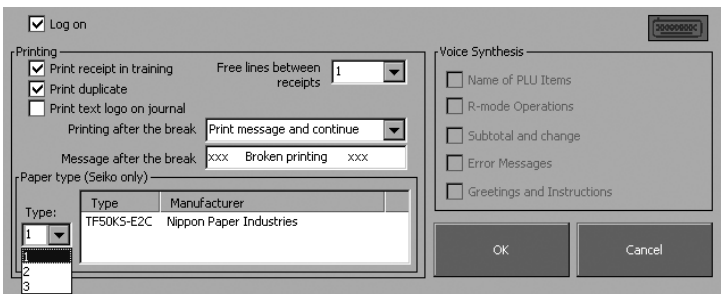 Log on
Printing
Print receipt in training
Free lines between receipts
1
Print duplicate
Print text logo on journal
Printing after the break
Print message and continue
Message after the break
xxx Broken printing xxx
Paper type (Seiko only)
Type:
1
1
2
3
Type Manufacturer
TF50KS-E2C Nippon Paper Industries
Voice Synthesis
Name of PLU Items
R-mode Operations
Subtotal and change
Error Messages
Greetings and Instructions
OK
Cancel